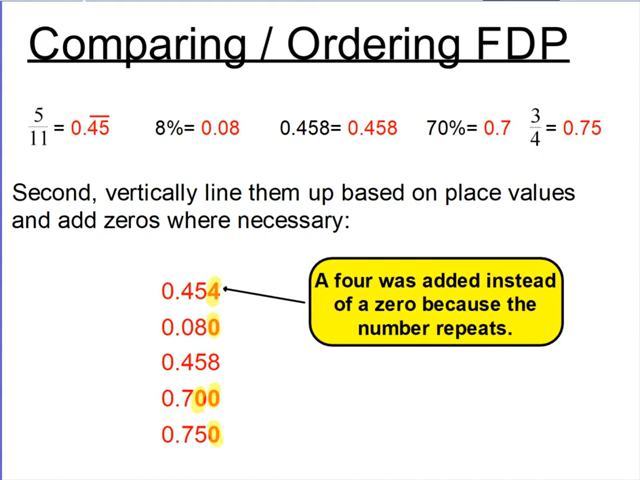 Comparing / Ordering FDP
5/11 = 0.4̅5̅ 8%= 0.08 0.458= 0.458 70%= 0.7 3/4 = 0.75
Second, vertically line them up based on place values
and add zeros where necessary:
0.454
0.080
0.458
0.700
0.750
A four was added instead
of a zero because the
number repeats.